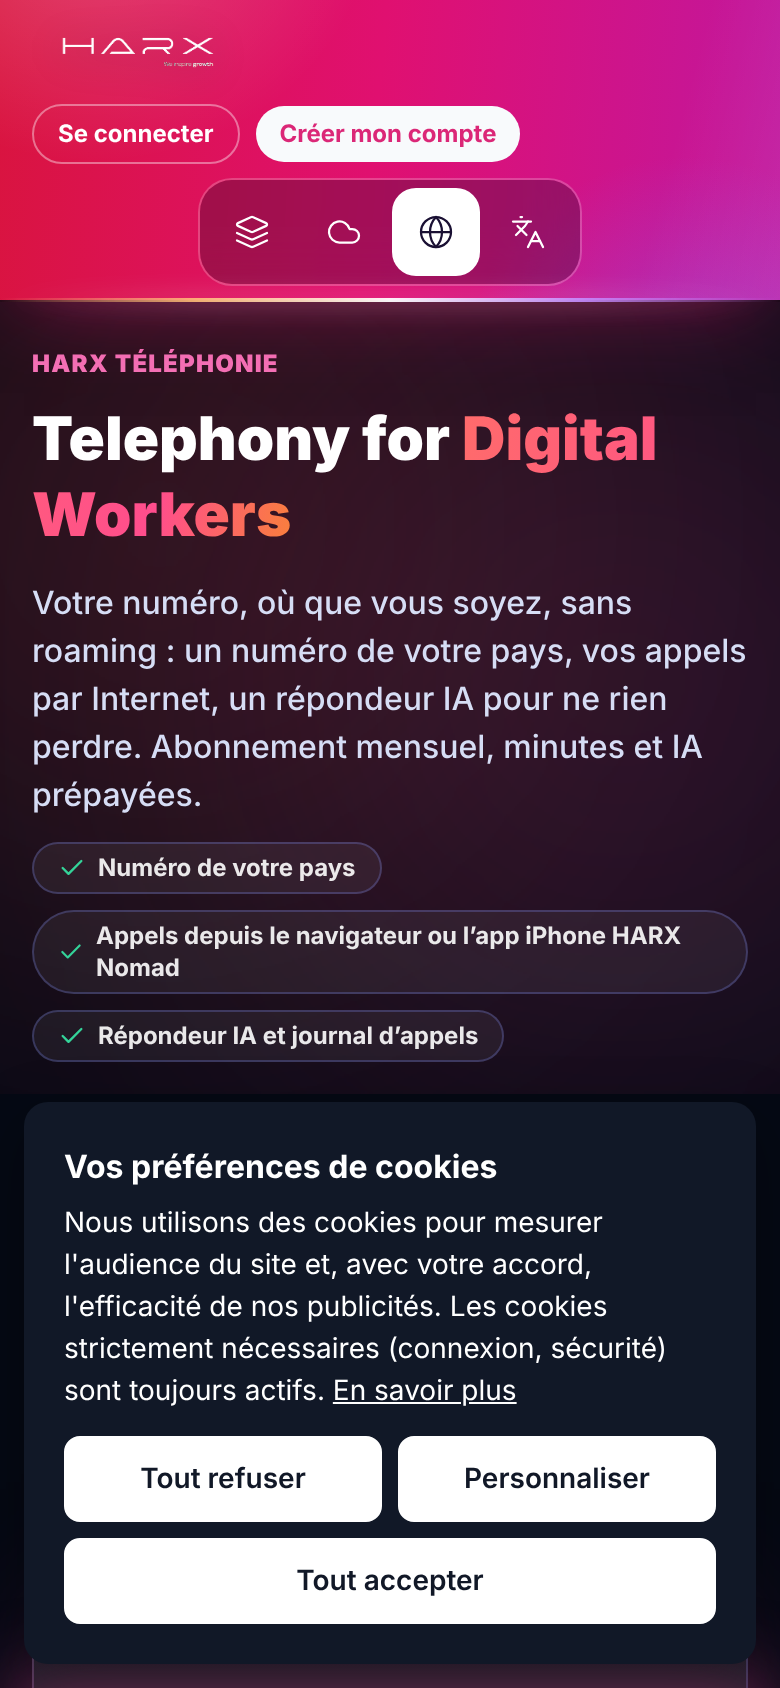 HARX
We inspire growth
Se connecter
Créer mon compte
HARX TÉLÉPHONIE
Telephony for Digital
Workers
Votre numéro, où que vous soyez, sans
roaming : un numéro de votre pays, vos appels
par Internet, un répondeur IA pour ne rien
perdre. Abonnement mensuel, minutes et IA
prépayées.
Numéro de votre pays
Appels depuis le navigateur ou l’app iPhone HARX
Nomad
Répondeur IA et journal d’appels
Vos préférences de cookies
Nous utilisons des cookies pour mesurer
l'audience du site et, avec votre accord,
l'efficacité de nos publicités. Les cookies
strictement nécessaires (connexion, sécurité)
sont toujours actifs. En savoir plus
Tout refuser
Personnaliser
Tout accepter